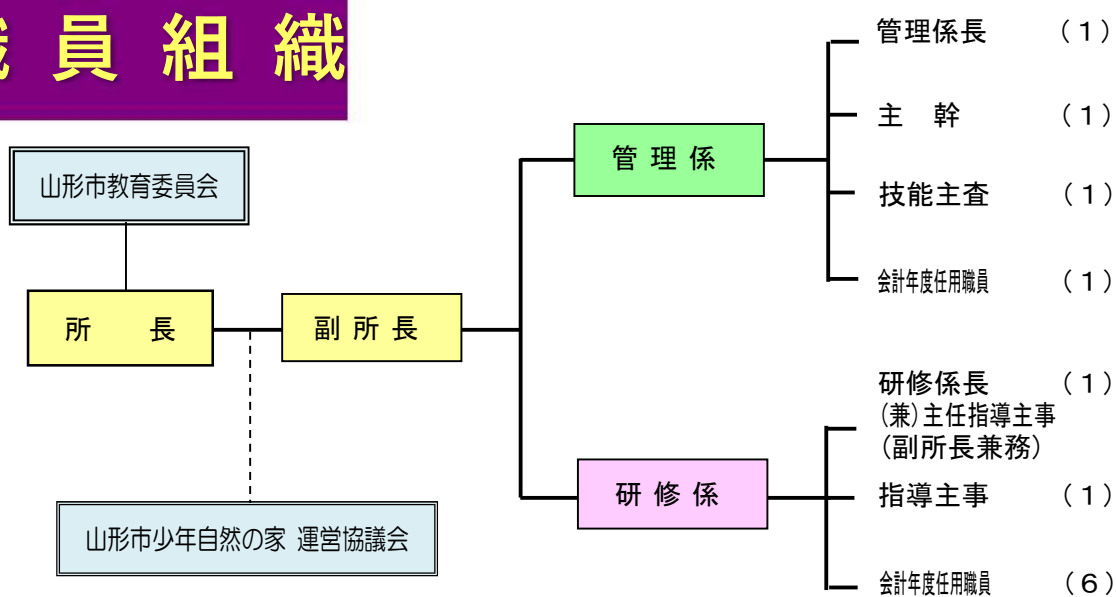 職 員 組 織
山形市教育委員会
所 長
副 所 長
山形市少年自然の家 運営協議会
管 理 係
管理係長 （1）
主 幹 （1）
技能主査 （1）
会計年度任用職員 （1）
研 修 係
研修係長 （1）
(兼)主任指導主事
(副所長兼務)
指導主事 （1）
会計年度任用職員 （6）